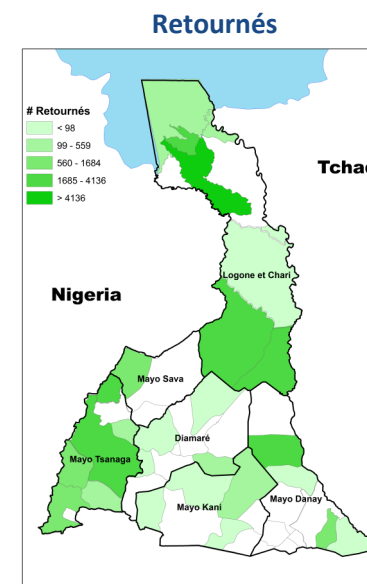 Retournés
# Retournés
< 98
99 - 559
560 - 1684
1685 - 4136
> 4136
Tchad
Logone et Chari
Nigeria
Mayo Sava
Diamaré
Mayo Tsanaga
Mayo Kani
Mayo Danay